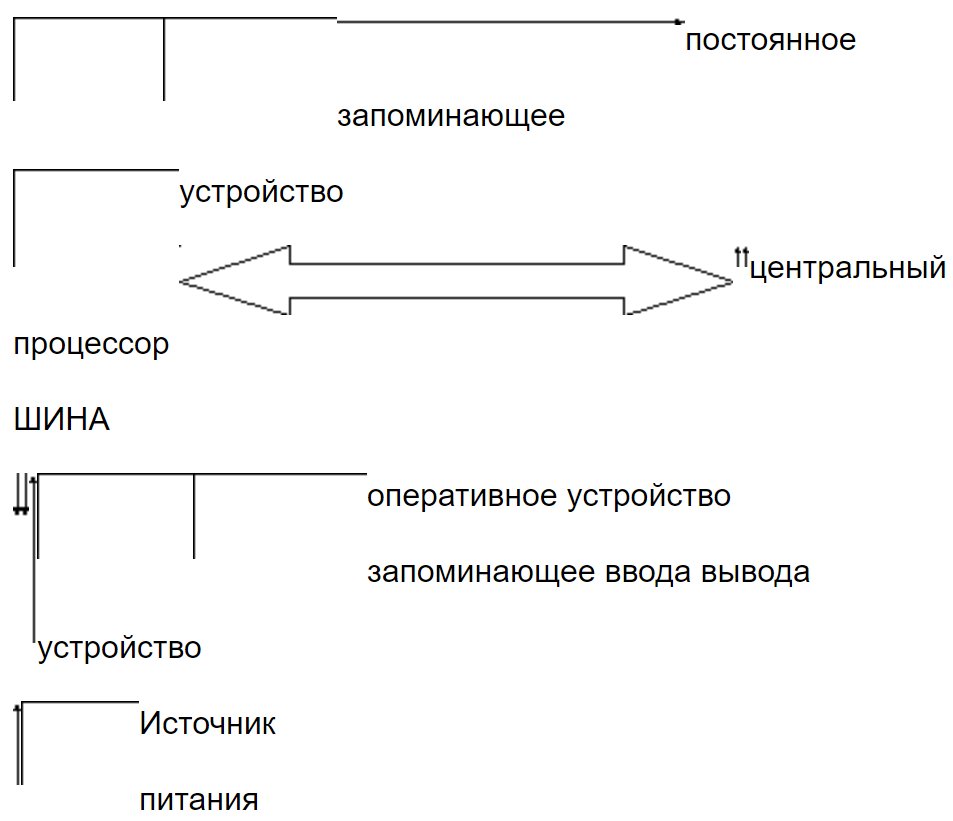 постоянное
запоминающее
устройство
центральный
процессор
ШИНА
оперативное устройство
запоминающее ввода вывода
устройство
Источник
питания